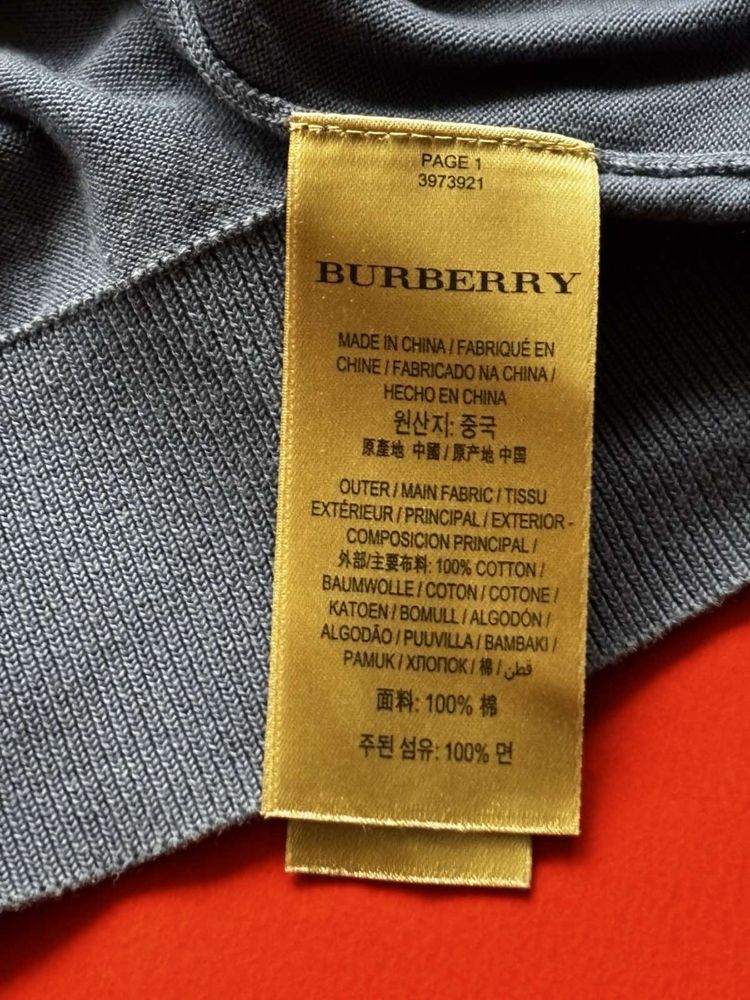 PAGE 1
3973921
BURBERRY
MADE IN CHINA / FABRIQUÉ EN
CHINE / FABRICADO NA CHINA /
HECHO EN CHINA
원산지: 중국
原產地 中國 / 原产地 中国
OUTER / MAIN FABRIC / TISSU
EXTÉRIEUR / PRINCIPAL / EXTERIOR -
COMPOSICION PRINCIPAL /
外部/主要布料: 100% COTTON /
BAUMWOLLE / COTON / COTONE /
KATOEN / BOMULL / ALGODÓN /
ALGODÃO / PUUVILLA / BAMBAKI /
PAMUK / ХЛОПОК / 棉 / قطن
面料: 100% 棉
주된 섬유: 100% 면